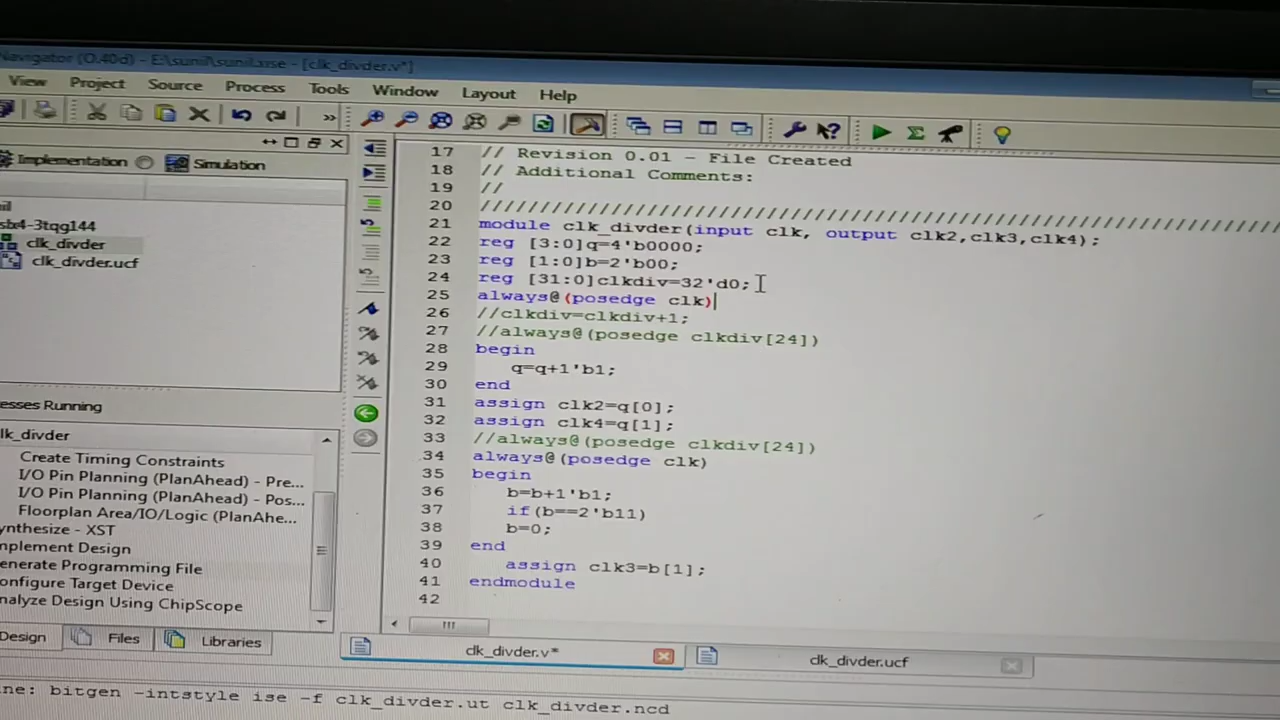 Navigator (O.40d) - E:\sunil\sunil.xise - [clk_divder.v*]
View Project Source Process Tools Window Layout Help
»
Implementation Simulation
clk_divder
clk_divder.ucf
Running
clk_divder
Create Timing Constraints
I/O Pin Planning (PlanAhead) - Pre...
I/O Pin Planning (PlanAhead) - Pos...
Floorplan Area/IO/Logic (PlanAhe...
ynthesize - XST
mplement Design
enerate Programming File
onfigure Target Device
nalyze Design Using ChipScope
Design Files Libraries
17 // Revision 0.01 - File Created
18 // Additional Comments:
19 //
20 ////////////////////////////////////////////////////////////////////////////////
21 module clk_divder(input clk, output clk2,clk3,clk4);
22 reg [3:0]q=4'b0000;
23 reg [1:0]b=2'b00;
24 reg [31:0]clkdiv=32'd0;
25 always@(posedge clk)
26 //clkdiv=clkdiv+1;
27 //always@(posedge clkdiv[24])
28 begin
29 q=q+1'b1;
30 end
31 assign clk2=q[0];
32 assign clk4=q[1];
33 //always@(posedge clkdiv[24])
34 always@(posedge clk)
35 begin
36 b=b+1'b1;
37 if(b==2'b11)
38 b=0;
39 end
40 assign clk3=b[1];
41 endmodule
42
clk_divder.v* clk_divder.ucf
ne: bitgen -intstyle ise -f clk_divder.ut clk_divder.ncd